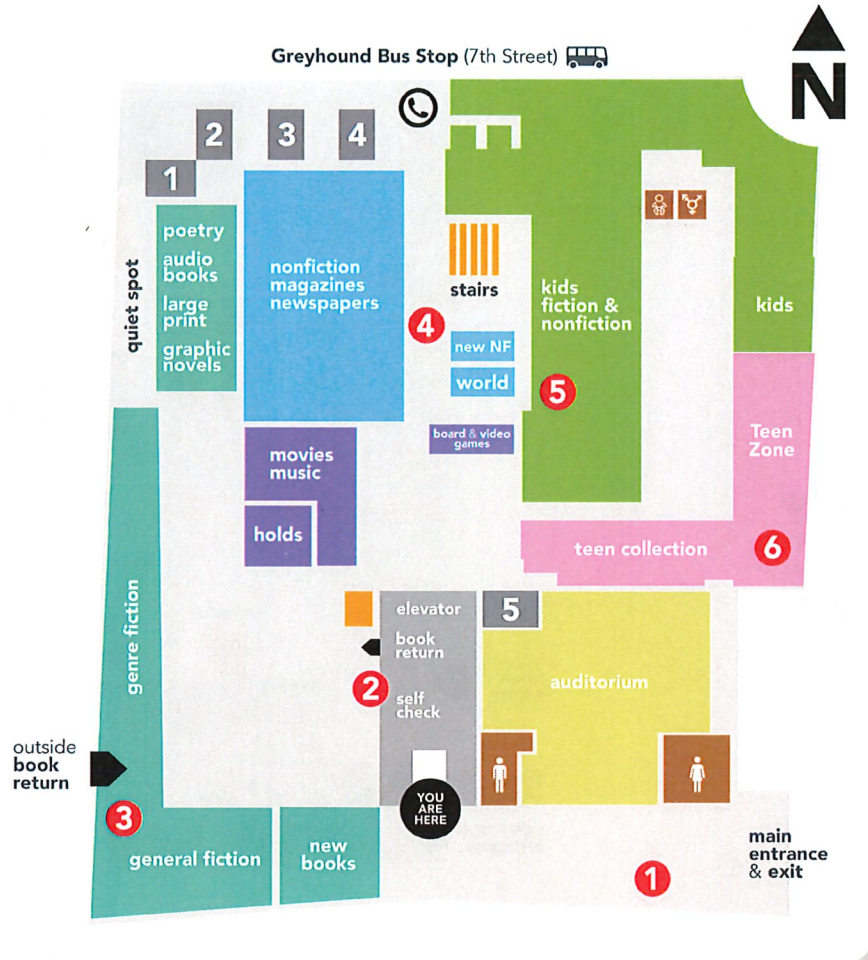 Greyhound Bus Stop (7th Street)
N
1
2
3
4
poetry
audio
books
large
print
graphic
novels
quiet spot
nonfiction
magazines
newspapers
stairs
4
new NF
world
board & video
games
kids
fiction &
nonfiction
5
kids
Teen
Zone
teen collection
6
movies
music
holds
genre fiction
elevator
book
return
2
self
check
5
auditorium
outside
book
return
3
general fiction
new
books
YOU
ARE
HERE
1
main
entrance
& exit